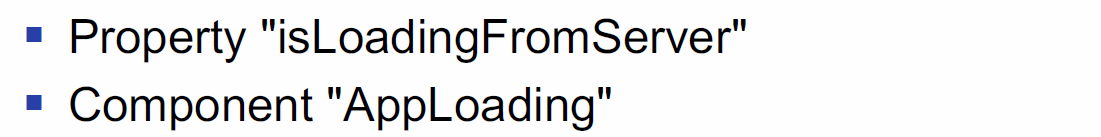 ▪ Property "isLoadingFromServer"
▪ Component "AppLoading"